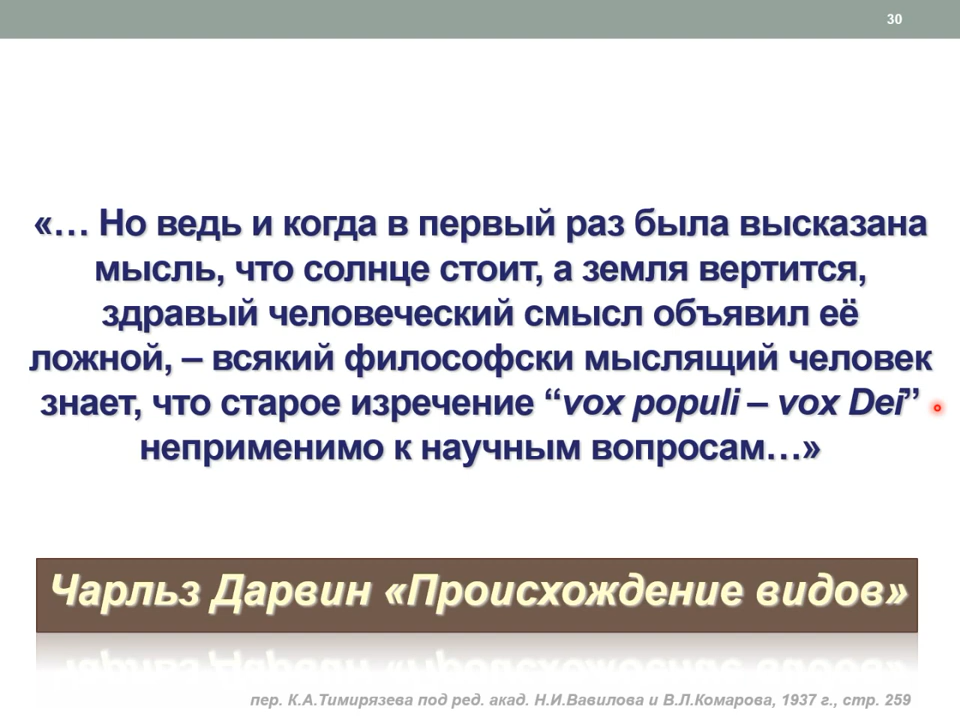 30
«… Но ведь и когда в первый раз была высказана
мысль, что солнце стоит, а земля вертится,
здравый человеческий смысл объявил её
ложной, – всякий философски мыслящий человек
знает, что старое изречение “vox populi – vox Dei”
неприменимо к научным вопросам…»
Чарльз Дарвин «Происхождение видов»
пер. К.А.Тимирязева под ред. акад. Н.И.Вавилова и В.Л.Комарова, 1937 г., стр. 259